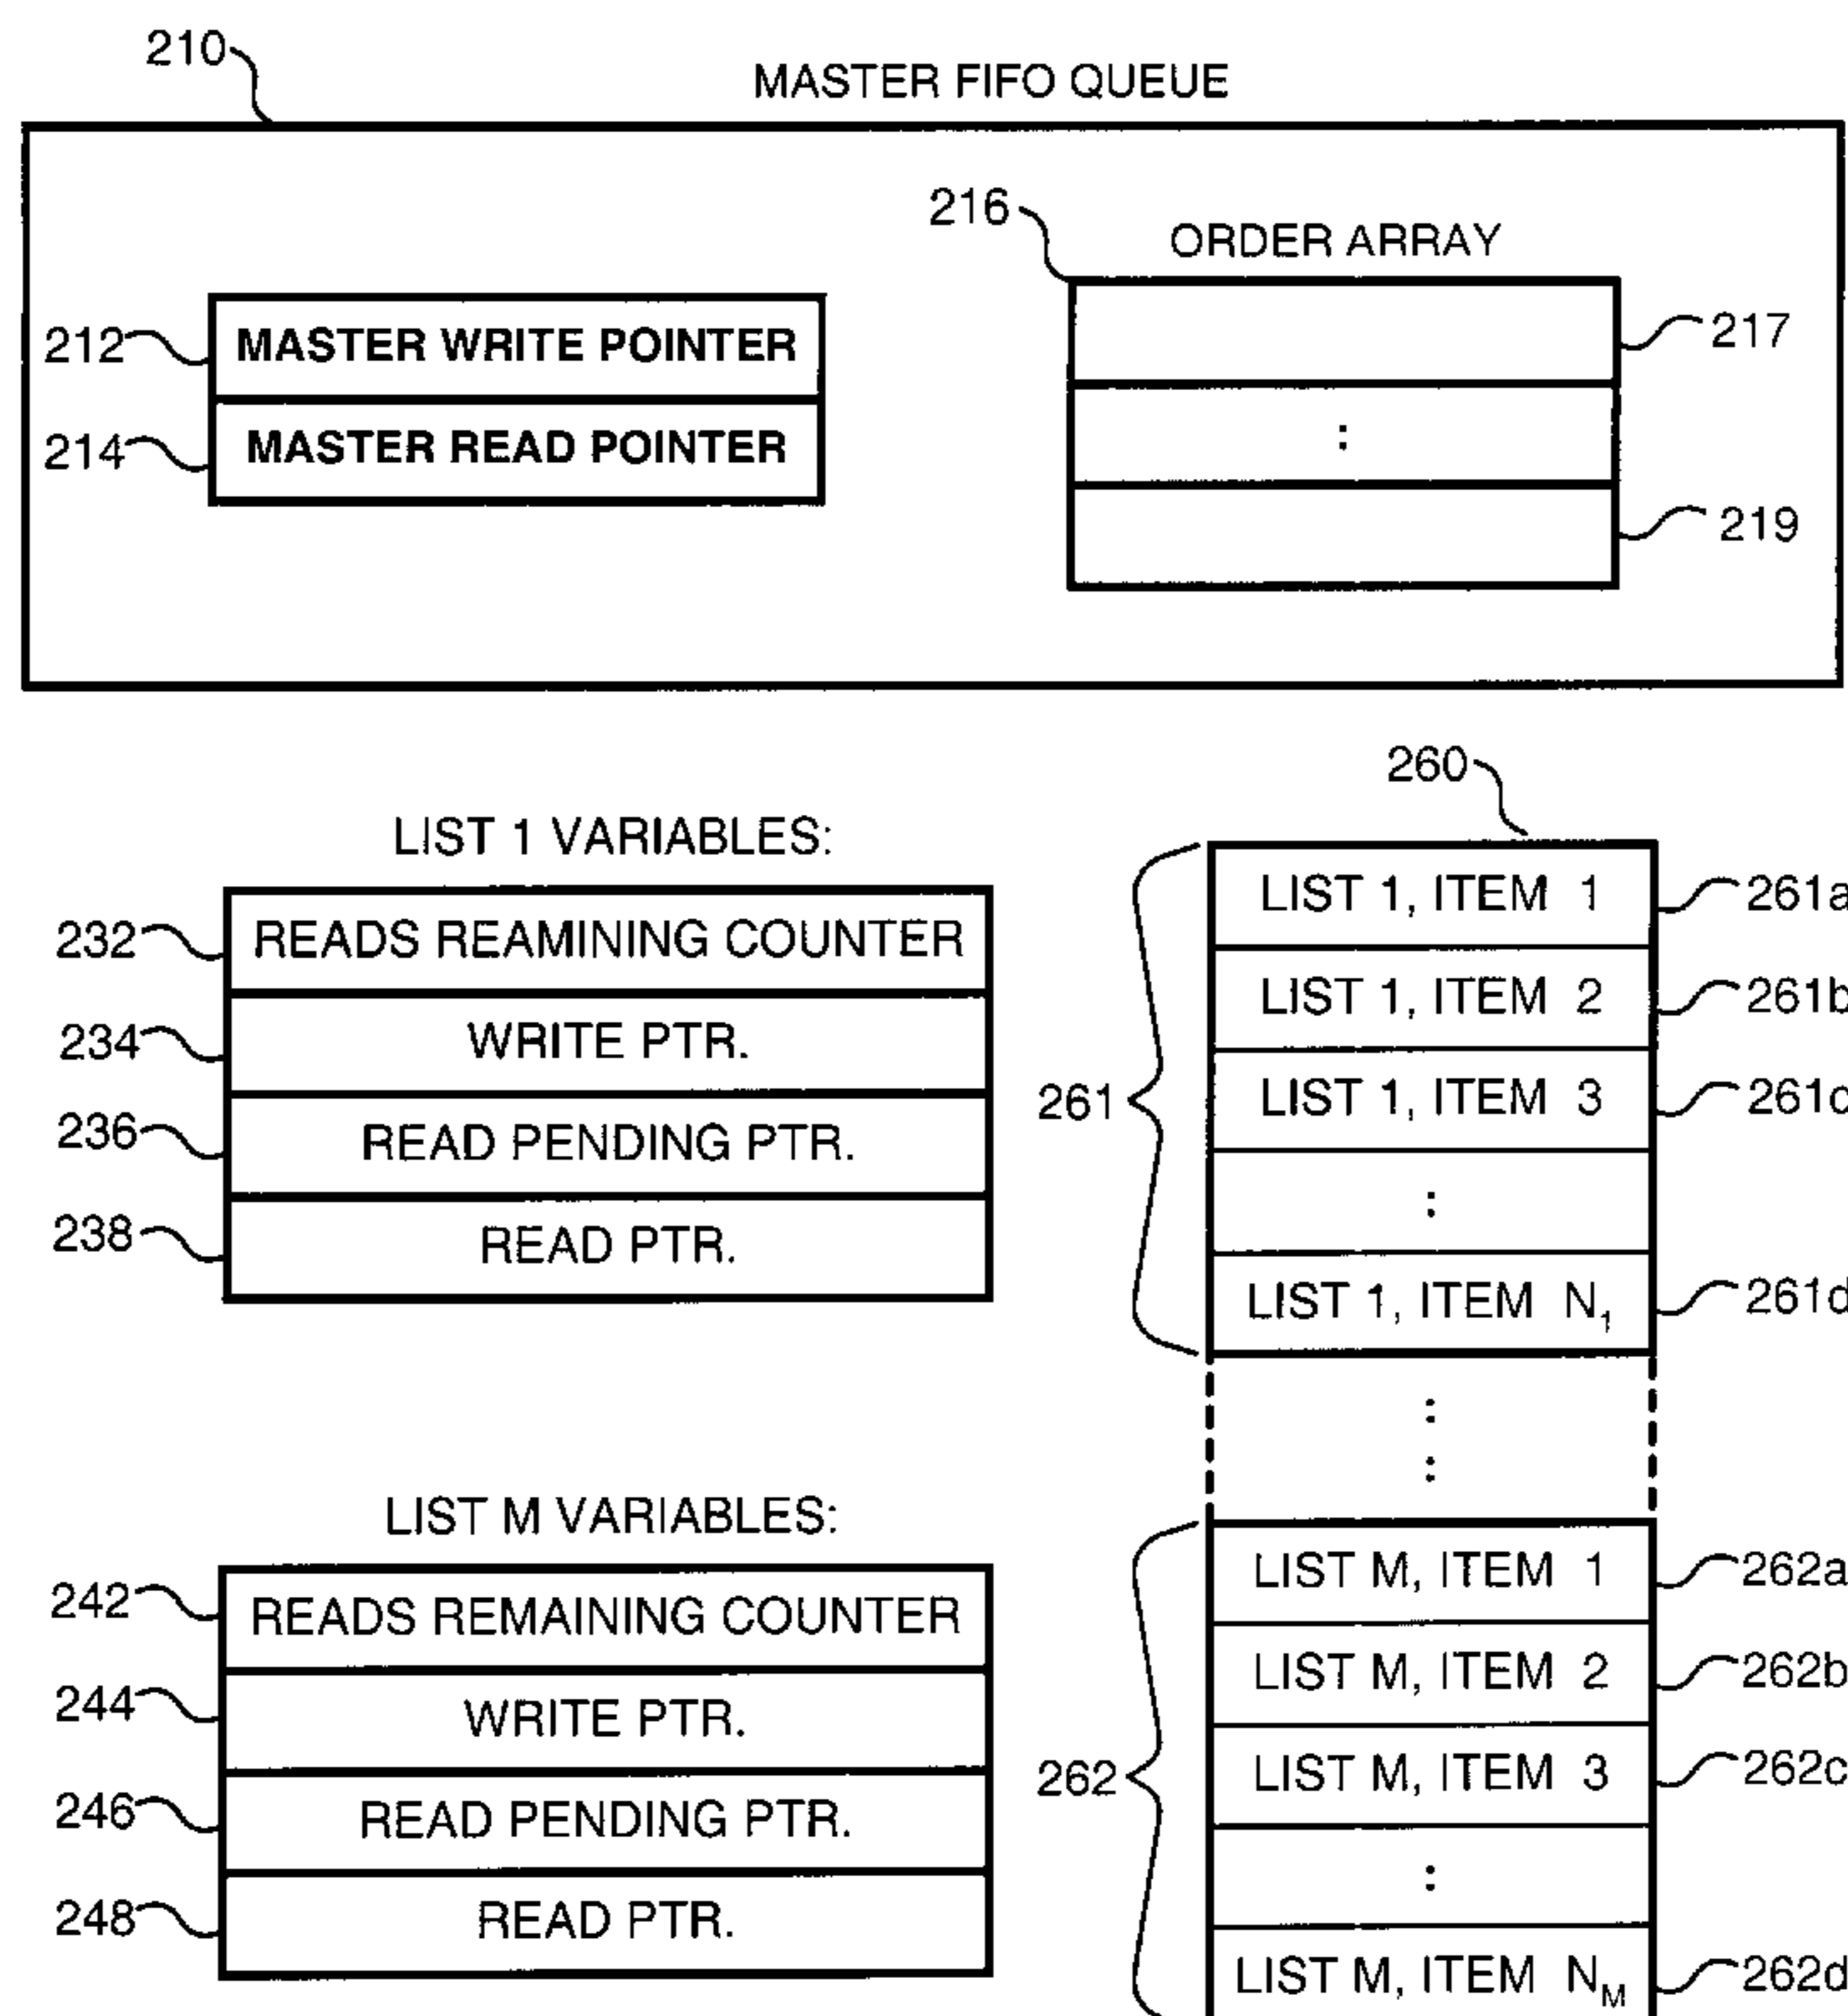 210
MASTER FIFO QUEUE
216
ORDER ARRAY
212
MASTER WRITE POINTER
217
214
MASTER READ POINTER
:
219
260
LIST 1 VARIABLES:
232
READS REAMINING COUNTER
234
WRITE PTR.
236
READ PENDING PTR.
238
READ PTR.
261
LIST 1, ITEM 1
261a
LIST 1, ITEM 2
261b
LIST 1, ITEM 3
261c
:
LIST 1, ITEM N₁
261d
:
:
LIST M VARIABLES:
242
READS REMAINING COUNTER
244
WRITE PTR.
246
READ PENDING PTR.
248
READ PTR.
262
LIST M, ITEM 1
262a
LIST M, ITEM 2
262b
LIST M, ITEM 3
262c
:
LIST M, ITEM N_M
262d